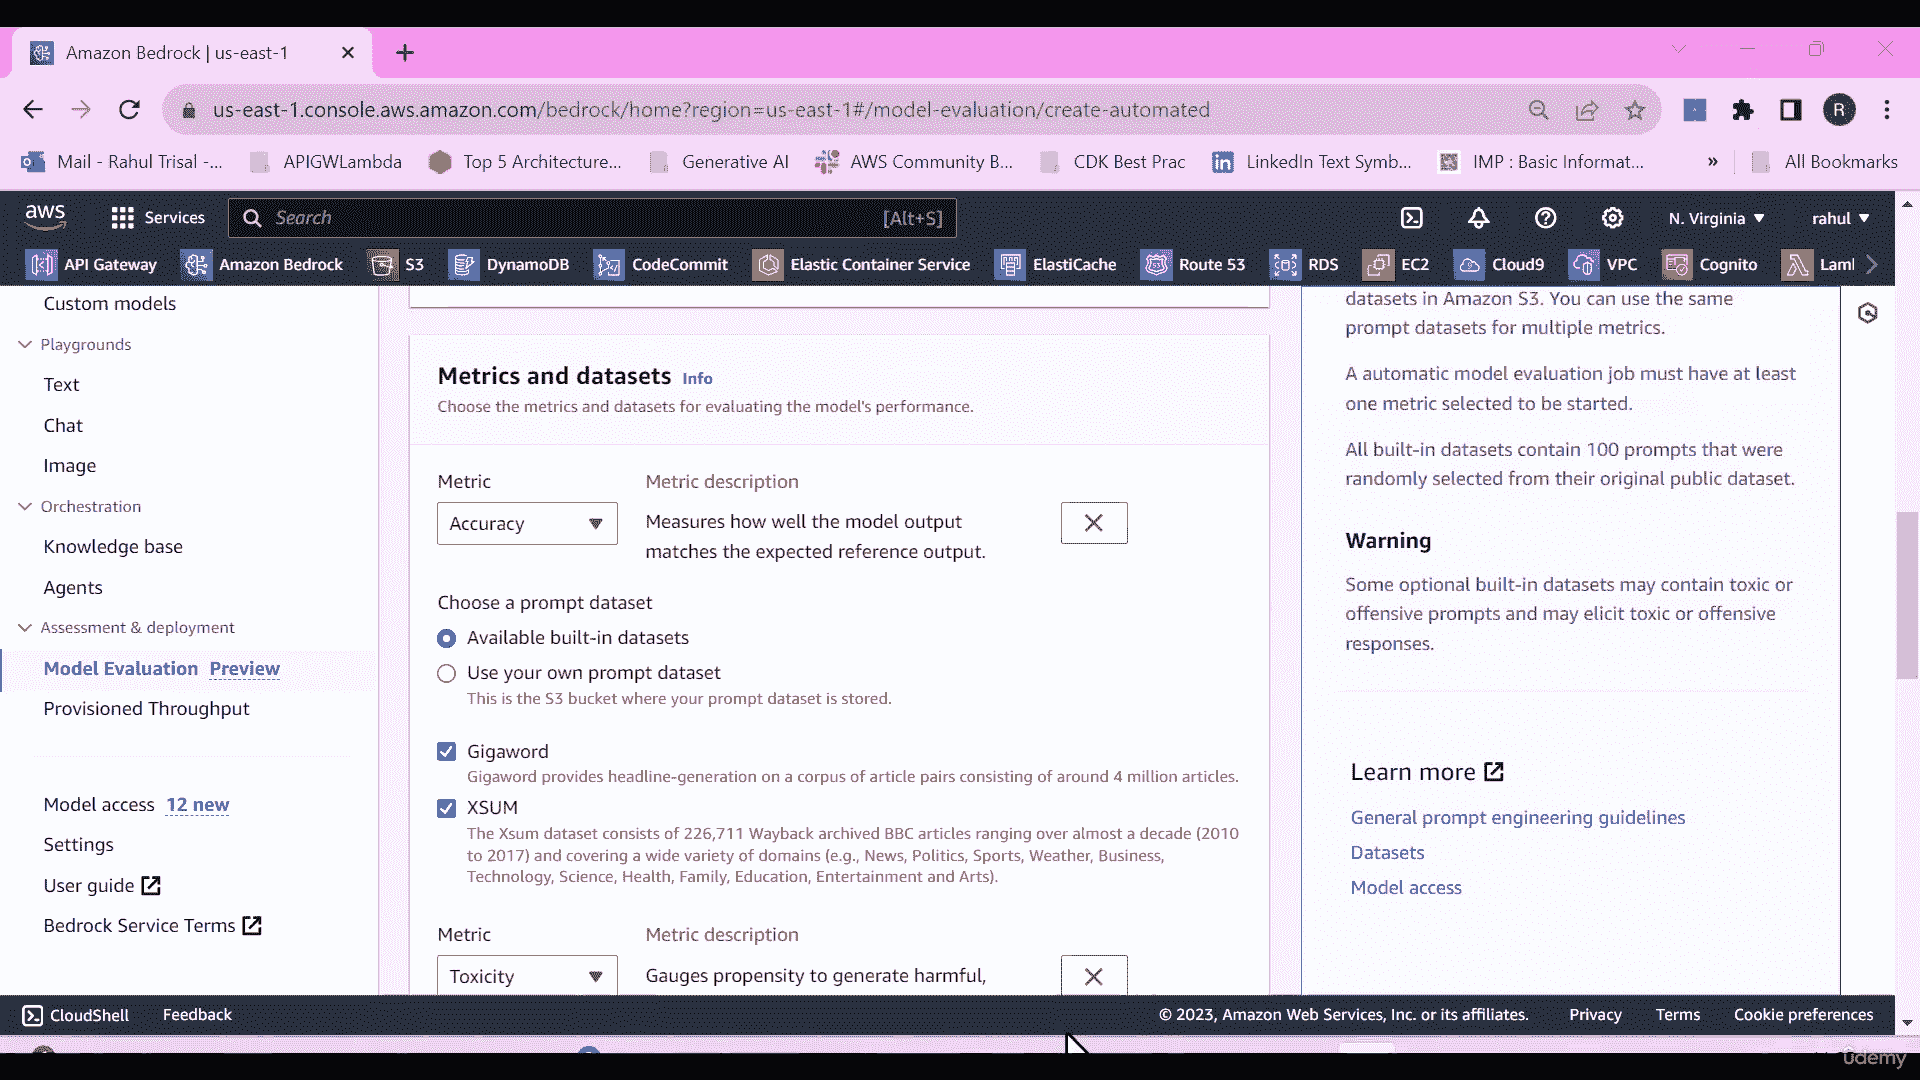 Amazon Bedrock | us-east-1
us-east-1.console.aws.amazon.com/bedrock/home?region=us-east-1#/model-evaluation/create-automated
R
Mail - Rahul Trisal -... APIGWLambda Top 5 Architecture... Generative AI AWS Community B... CDK Best Prac LinkedIn Text Symb... IMP : Basic Informat... » All Bookmarks
aws Services Search [Alt+S] N. Virginia rahul
API Gateway Amazon Bedrock S3 DynamoDB CodeCommit Elastic Container Service ElastiCache Route 53 RDS EC2 Cloud9 VPC Cognito Laml
Custom models
Playgrounds
Text
Chat
Image
Orchestration
Knowledge base
Agents
Assessment & deployment
Model Evaluation Preview
Provisioned Throughput
Model access 12 new
Settings
User guide
Bedrock Service Terms
Metrics and datasets Info
Choose the metrics and datasets for evaluating the model's performance.
Metric Metric description
Accuracy Measures how well the model output
matches the expected reference output.
Choose a prompt dataset
Available built-in datasets
Use your own prompt dataset
This is the S3 bucket where your prompt dataset is stored.
Gigaword
Gigaword provides headline-generation on a corpus of article pairs consisting of around 4 million articles.
XSUM
The Xsum dataset consists of 226,711 Wayback archived BBC articles ranging over almost a decade (2010
to 2017) and covering a wide variety of domains (e.g., News, Politics, Sports, Weather, Business,
Technology, Science, Health, Family, Education, Entertainment and Arts).
Metric Metric description
Toxicity Gauges propensity to generate harmful,
datasets in Amazon S3. You can use the same
prompt datasets for multiple metrics.
A automatic model evaluation job must have at least
one metric selected to be started.
All built-in datasets contain 100 prompts that were
randomly selected from their original public dataset.
Warning
Some optional built-in datasets may contain toxic or
offensive prompts and may elicit toxic or offensive
responses.
Learn more
General prompt engineering guidelines
Datasets
Model access
CloudShell Feedback © 2023, Amazon Web Services, Inc. or its affiliates. Privacy Terms Cookie preferences
ûdemy